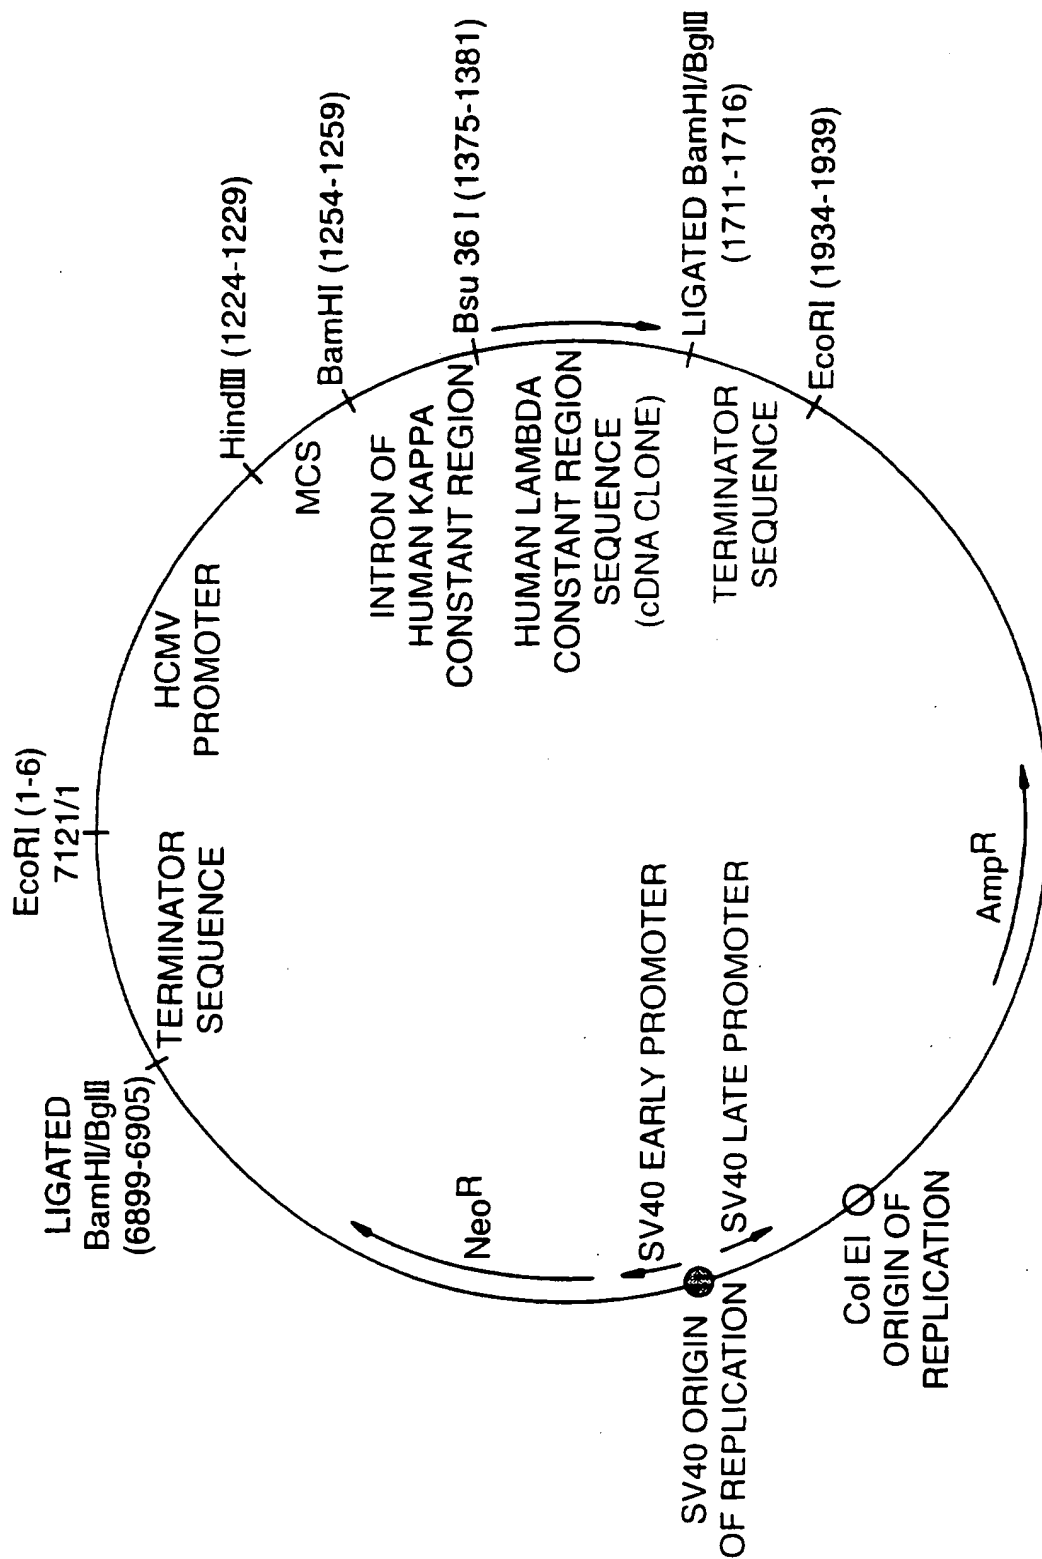 EcoRI (1-6)
7121/1
HindIII (1224-1229)
BamHI (1254-1259)
Bsu 36 I (1375-1381)
LIGATED BamHI/BglII
(1711-1716)
EcoRI (1934-1939)
HCMV
PROMOTER
MCS
INTRON OF
HUMAN KAPPA
CONSTANT REGION
HUMAN LAMBDA
CONSTANT REGION
SEQUENCE
(cDNA CLONE)
TERMINATOR
SEQUENCE
AmpR
Col EI
ORIGIN OF
REPLICATION
SV40 LATE PROMOTER
SV40 EARLY PROMOTER
SV40 ORIGIN
OF REPLICATION
NeoR
LIGATED
BamHI/BglII
(6899-6905)
TERMINATOR
SEQUENCE